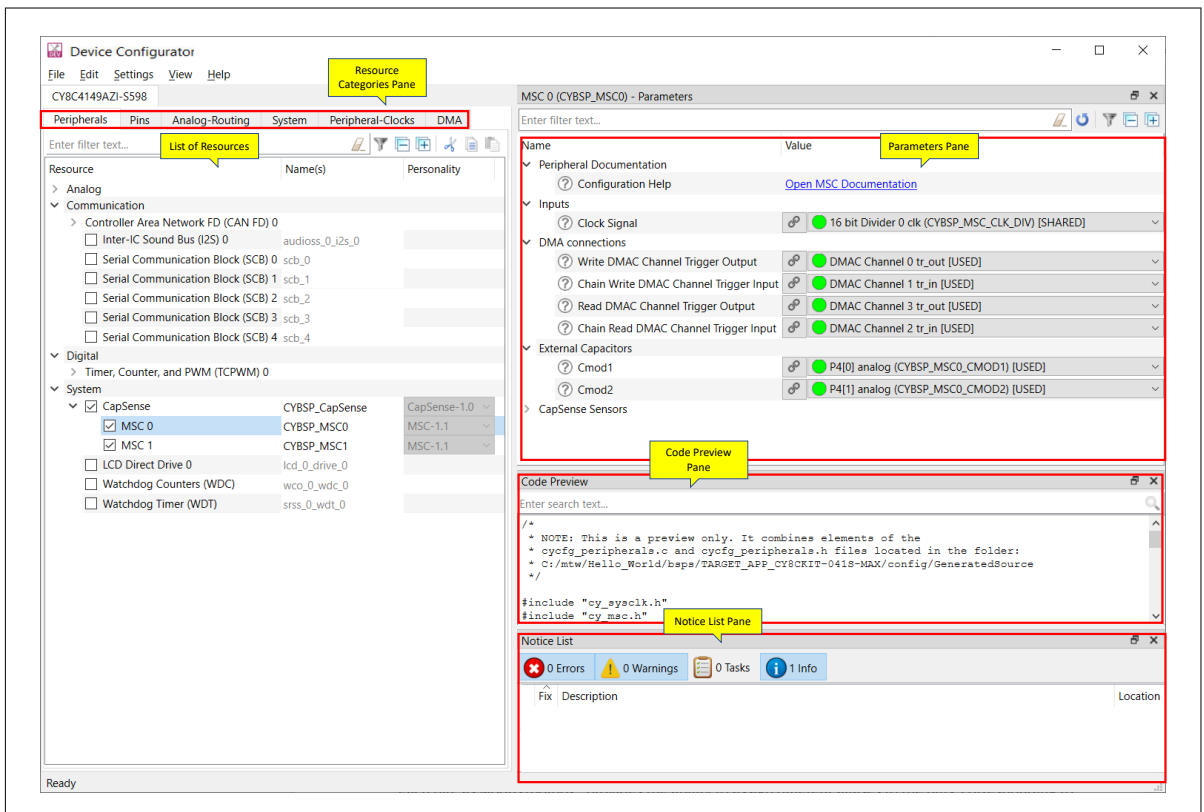 Device Configurator
File Edit Settings View Help
Resource
Categories Pane
CY8C4149AZI-S598
Peripherals Pins Analog-Routing System Peripheral-Clocks DMA
Enter filter text...
List of Resources
Resource Name(s) Personality
Analog
Communication
Controller Area Network FD (CAN FD) 0
Inter-IC Sound Bus (I2S) 0 audioss_0_i2s_0
Serial Communication Block (SCB) 0 scb_0
Serial Communication Block (SCB) 1 scb_1
Serial Communication Block (SCB) 2 scb_2
Serial Communication Block (SCB) 3 scb_3
Serial Communication Block (SCB) 4 scb_4
Digital
Timer, Counter, and PWM (TCPWM) 0
System
CapSense CYBSP_CapSense CapSense-1.0
MSC 0 CYBSP_MSC0 MSC-1.1
MSC 1 CYBSP_MSC1 MSC-1.1
LCD Direct Drive 0 lcd_0_drive_0
Watchdog Counters (WDC) wco_0_wdc_0
Watchdog Timer (WDT) srss_0_wdt_0
Ready
MSC 0 (CYBSP_MSC0) - Parameters
Enter filter text...
Name Value
Parameters Pane
Peripheral Documentation
Configuration Help Open MSC Documentation
Inputs
Clock Signal 16 bit Divider 0 clk (CYBSP_MSC_CLK_DIV) [SHARED]
DMA connections
Write DMAC Channel Trigger Output DMAC Channel 0 tr_out [USED]
Chain Write DMAC Channel Trigger Input DMAC Channel 1 tr_in [USED]
Read DMAC Channel Trigger Output DMAC Channel 3 tr_out [USED]
Chain Read DMAC Channel Trigger Input DMAC Channel 2 tr_in [USED]
External Capacitors
Cmod1 P4[0] analog (CYBSP_MSC0_CMOD1) [USED]
Cmod2 P4[1] analog (CYBSP_MSC0_CMOD2) [USED]
CapSense Sensors
Code Preview
Pane
Code Preview
Enter search text...
/*
* NOTE: This is a preview only. It combines elements of the
* cycfg_peripherals.c and cycfg_peripherals.h files located in the folder:
* C:/mtw/Hello_World/bsps/TARGET_APP_CY8CKIT-041S-MAX/config/GeneratedSource
*/
#include "cy_sysclk.h"
#include "cy_msc.h"
Notice List Pane
Notice List
0 Errors 0 Warnings 0 Tasks 1 Info
Fix Description Location